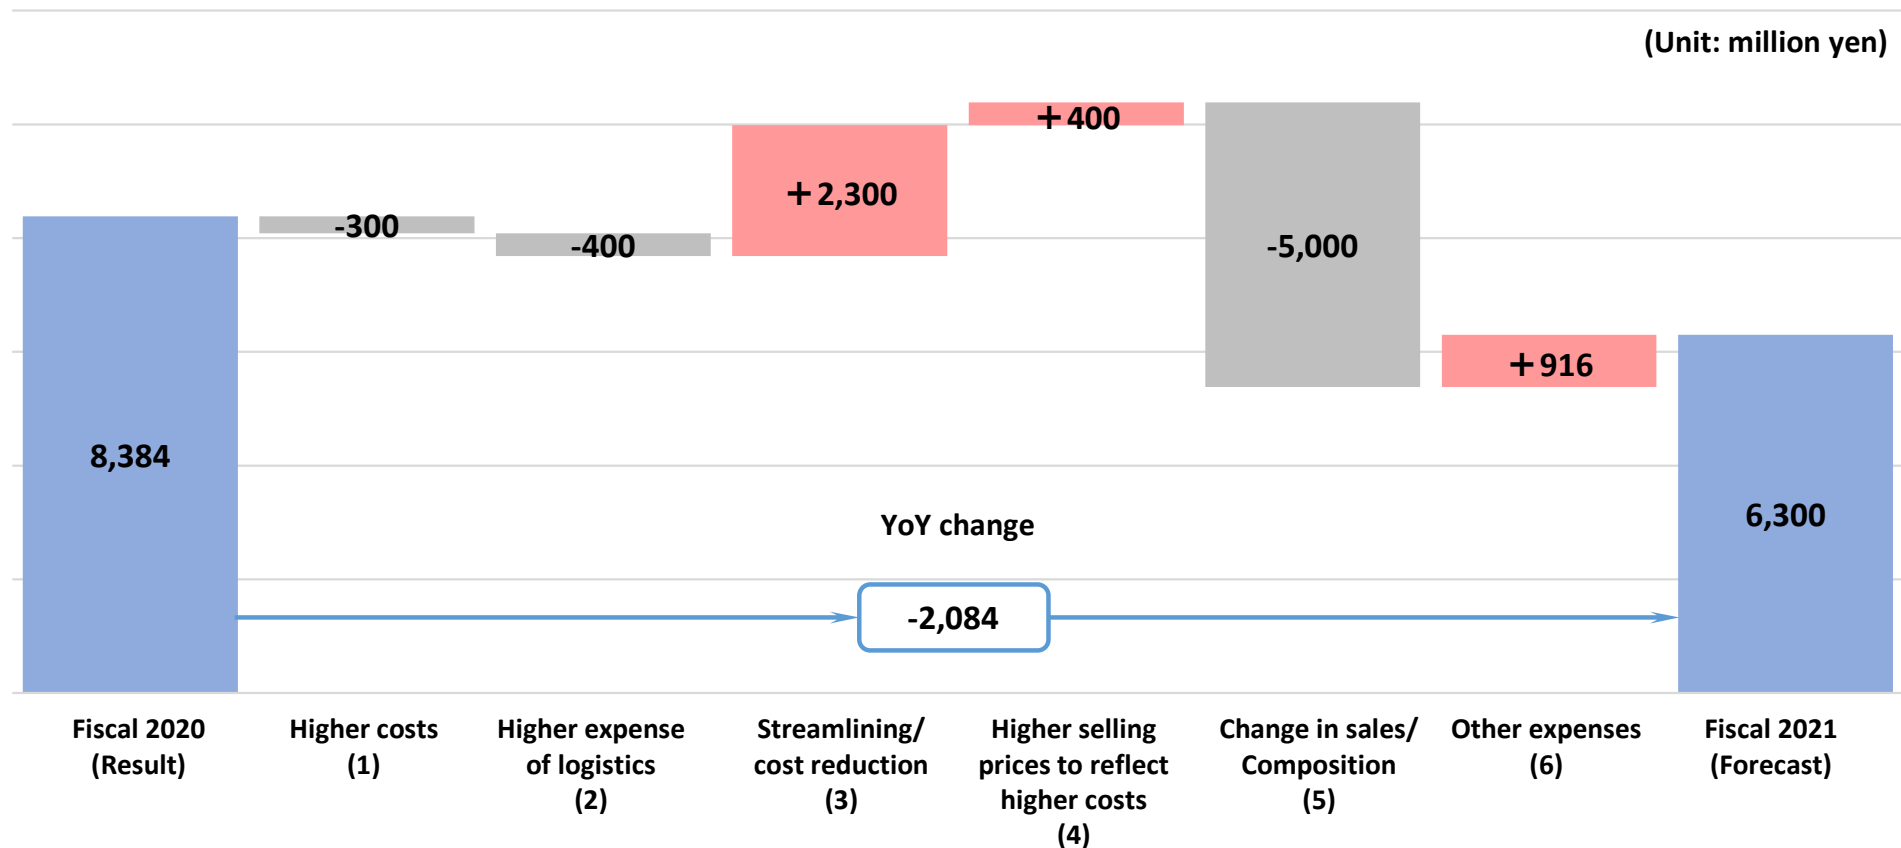 (Unit: million yen)
+400
+2,300
-300
-400
-5,000
+916
8,384
6,300
YoY change
-2,084
Fiscal 2020
(Result)
Higher costs
(1)
Higher expense
of logistics
(2)
Streamlining/
cost reduction
(3)
Higher selling
prices to reflect
higher costs
(4)
Change in sales/
Composition
(5)
Other expenses
(6)
Fiscal 2021
(Forecast)